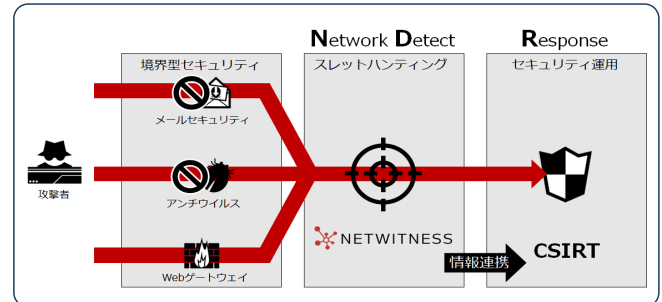 Network Detect
Response
境界型セキュリティ
スレットハンティング
セキュリティ運用
メールセキュリティ
攻撃者
アンチウイルス
NETWITNESS
情報連携
CSIRT
Webゲートウェイ